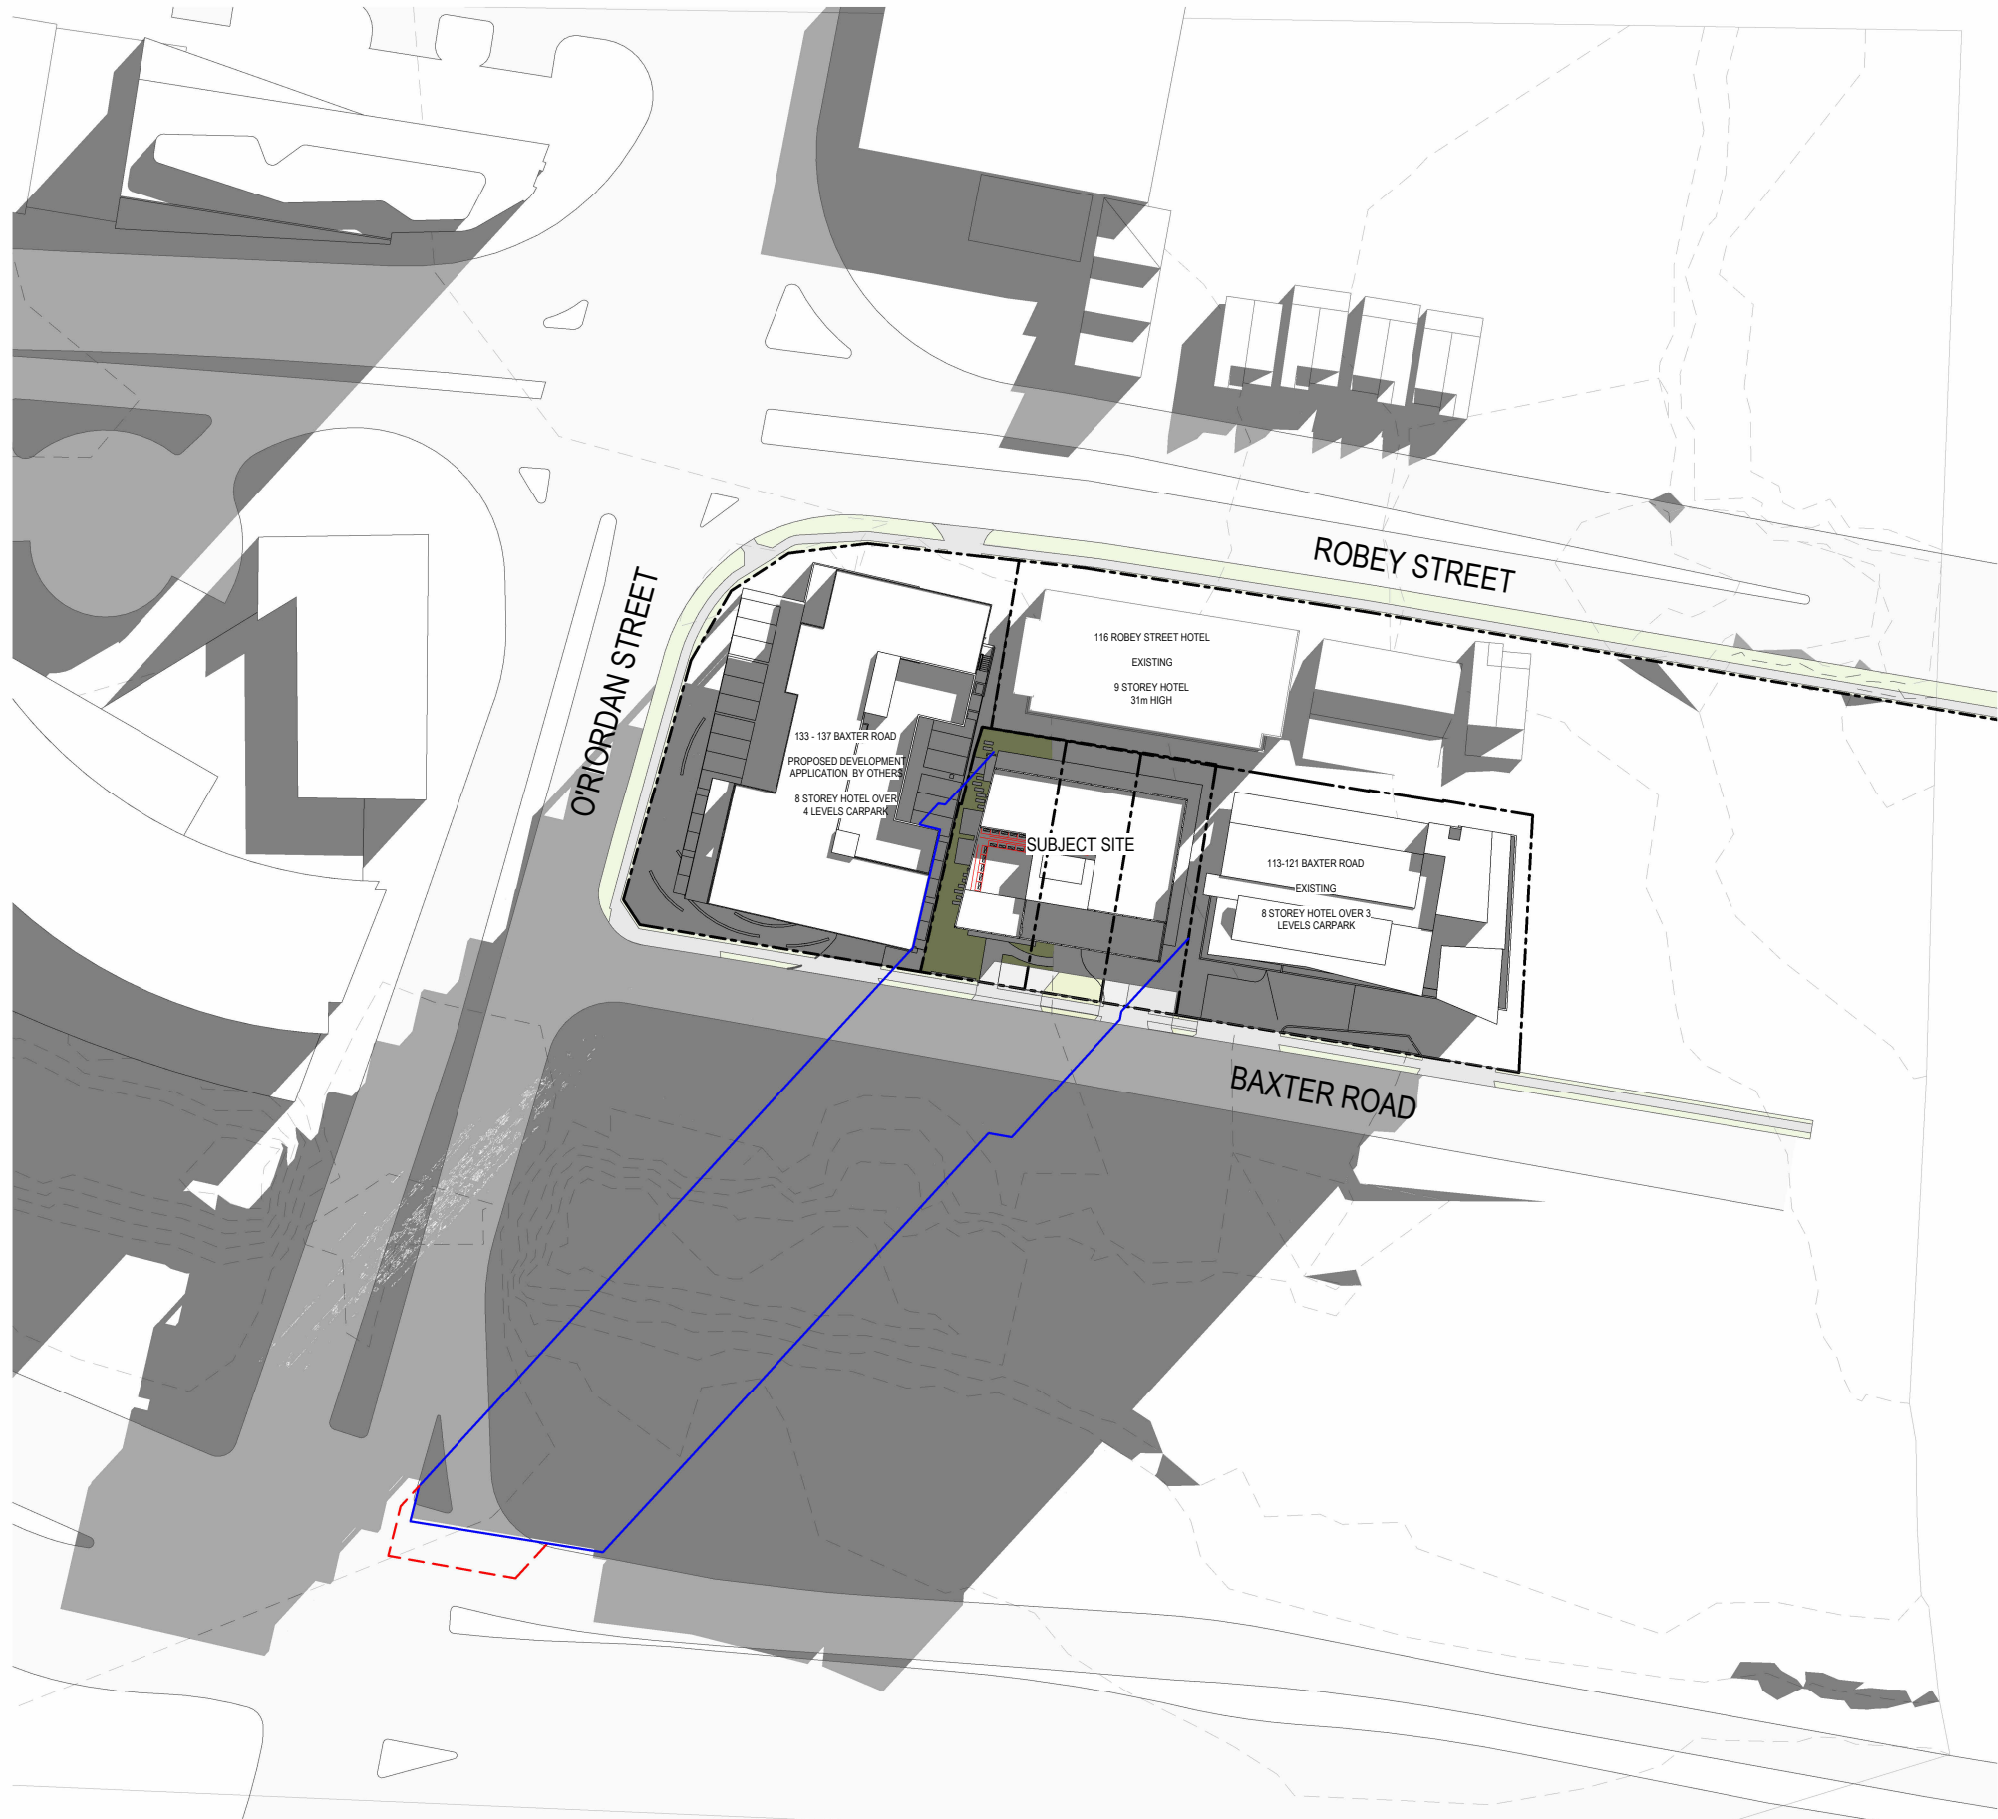 ROBEY STREET
O'RIORDAN STREET
116 ROBEY STREET HOTEL
EXISTING
9 STOREY HOTEL
31m HIGH
133 - 137 BAXTER ROAD
PROPOSED DEVELOPMENT
APPLICATION BY OTHERS
8 STOREY HOTEL OVER
4 LEVELS CARPARK
SUBJECT SITE
113-121 BAXTER ROAD
EXISTING
8 STOREY HOTEL OVER 3
LEVELS CARPARK
BAXTER ROAD